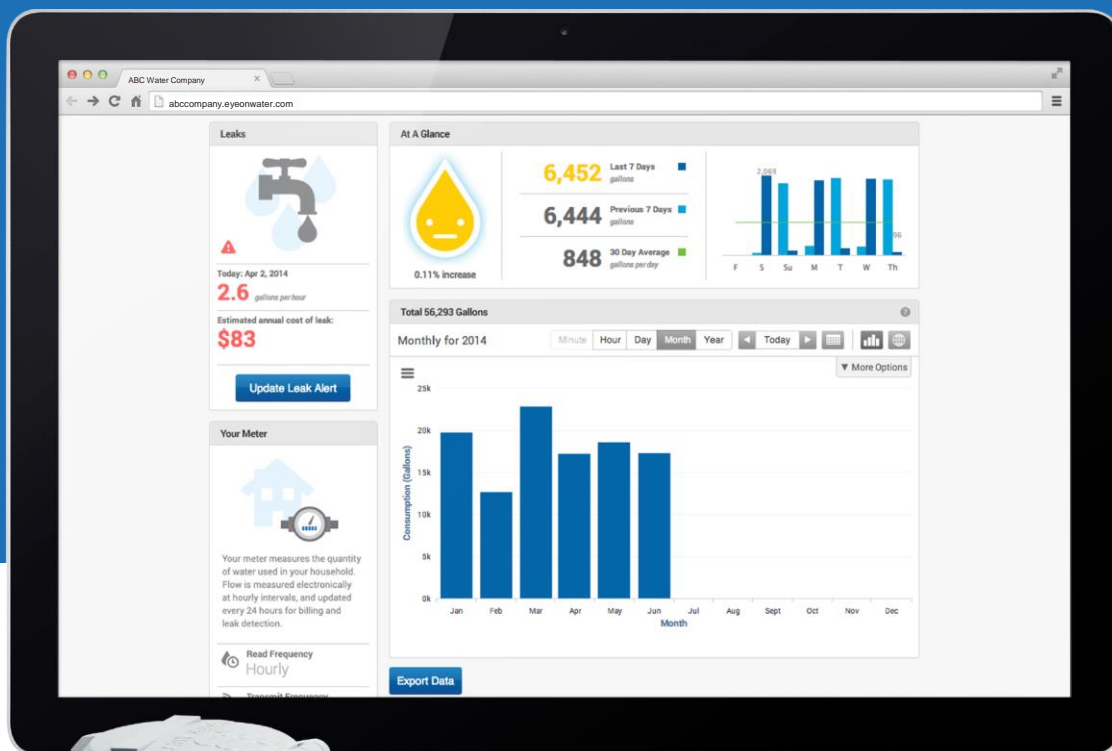 ABC Water Company
abccompany.eyeonwater.com
Leaks
Today: Apr 2, 2014
2.6 gallons per hour
Estimated annual cost of leak:
$83
Update Leak Alert
Your Meter
Your meter measures the quantity
of water used in your household.
Flow is measured electronically
at hourly intervals, and updated
every 24 hours for billing and
leak detection.
Read Frequency
Hourly
Transmit Frequency
At A Glance
0.11% increase
6,452 Last 7 Days
gallons
6,444 Previous 7 Days
gallons
848 30 Day Average
gallons per day
2,069
96
F S Su M T W Th
Total 56,293 Gallons
Monthly for 2014
Minute Hour Day Month Year Today
▼ More Options
25k
20k
15k
10k
5k
0k
Consumption (Gallons)
Jan Feb Mar Apr May Jun Jul Aug Sept Oct Nov Dec
Month
Export Data